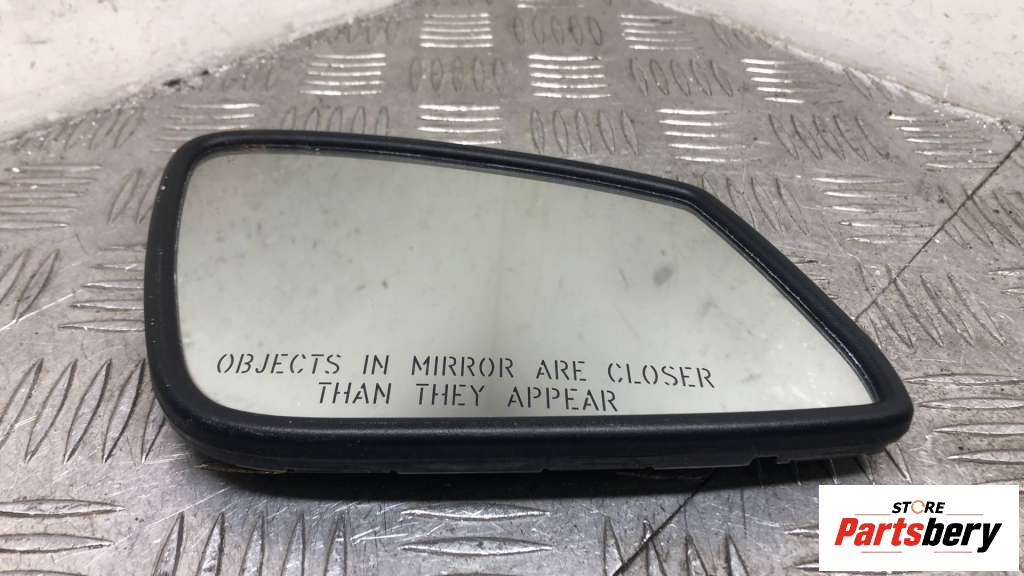 OBJECTS IN MIRROR ARE CLOSER
THAN THEY APPEAR
STORE
Partsbery